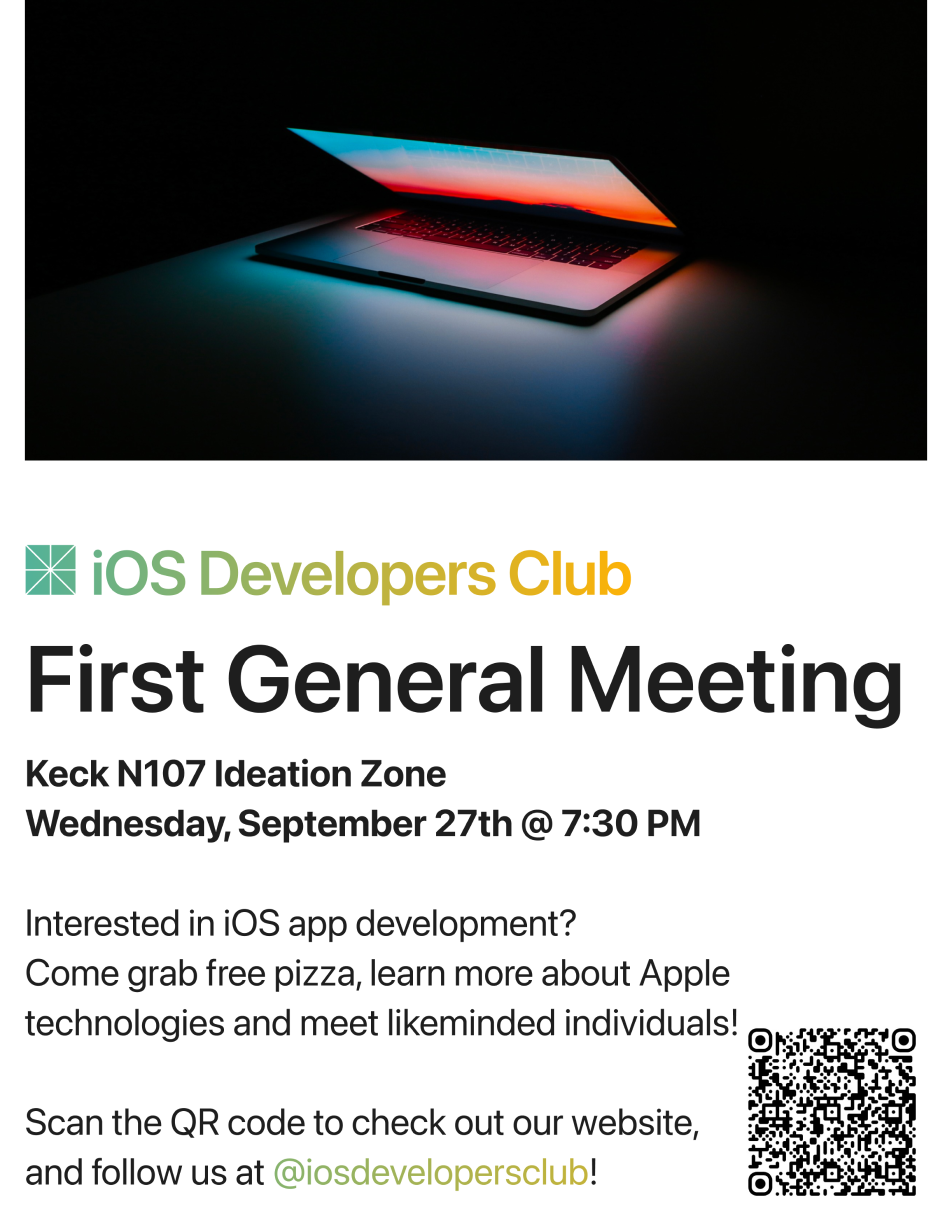 iOS Developers Club
First General Meeting
Keck N107 Ideation Zone
Wednesday, September 27th @ 7:30 PM
Interested in iOS app development?
Come grab free pizza, learn more about Apple
technologies and meet likeminded individuals!
Scan the QR code to check out our website,
and follow us at @iosdevelopersclub!